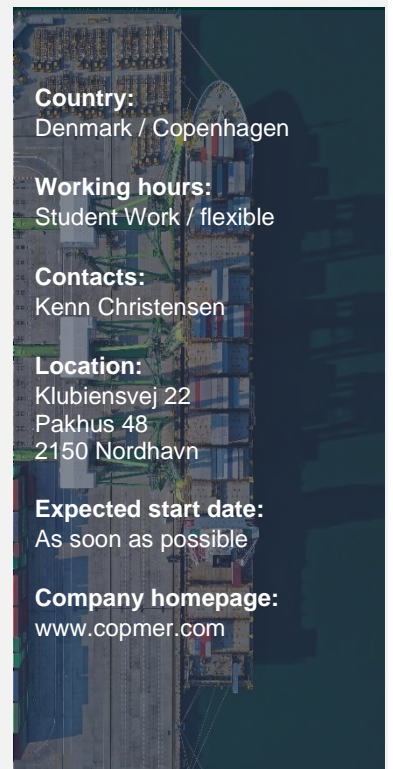 Country:
Denmark / Copenhagen
Working hours:
Student Work / flexible
Contacts:
Kenn Christensen
Location:
Klubiensvej 22
Pakhus 48
2150 Nordhavn
Expected start date:
As soon as possible
Company homepage:
www.copmer.com